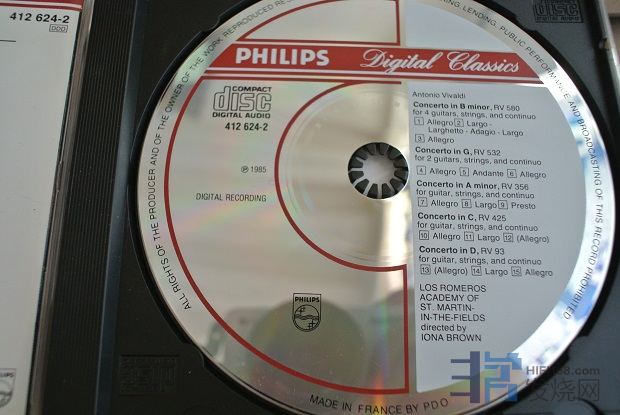 412 624-2
DDD
ALL RIGHTS OF THE PRODUCER AND OF THE OWNER OF THE WORK REPRODUCED RESERVED
LENDING, PUBLIC PERFORMANCE AND BROADCASTING OF THIS RECORD PROHIBITED
PHILIPS Digital Classics
COMPACT
disc
DIGITAL AUDIO
412 624-2
℗ 1985
DIGITAL RECORDING
PHILIPS
Antonio Vivaldi
Concerto in B minor, RV 580
for 4 guitars, strings, and continuo
1 Allegro 2 Largo -
Larghetto - Adagio - Largo
3 Allegro
Concerto in G, RV 532
for 2 guitars, strings, and continuo
4 Allegro 5 Andante 6 Allegro
Concerto in A minor, RV 356
for guitar, strings, and continuo
7 Allegro 8 Largo 9 Presto
Concerto in C, RV 425
for guitar, strings, and continuo
10 Allegro 11 Largo 12 (Allegro)
Concerto in D, RV 93
for guitar, strings, and continuo
13 (Allegro) 14 Largo 15 Allegro
LOS ROMEROS
ACADEMY OF
ST. MARTIN-
IN-THE-FIELDS
directed by
IONA BROWN
MADE IN FRANCE BY PDO
发烧网